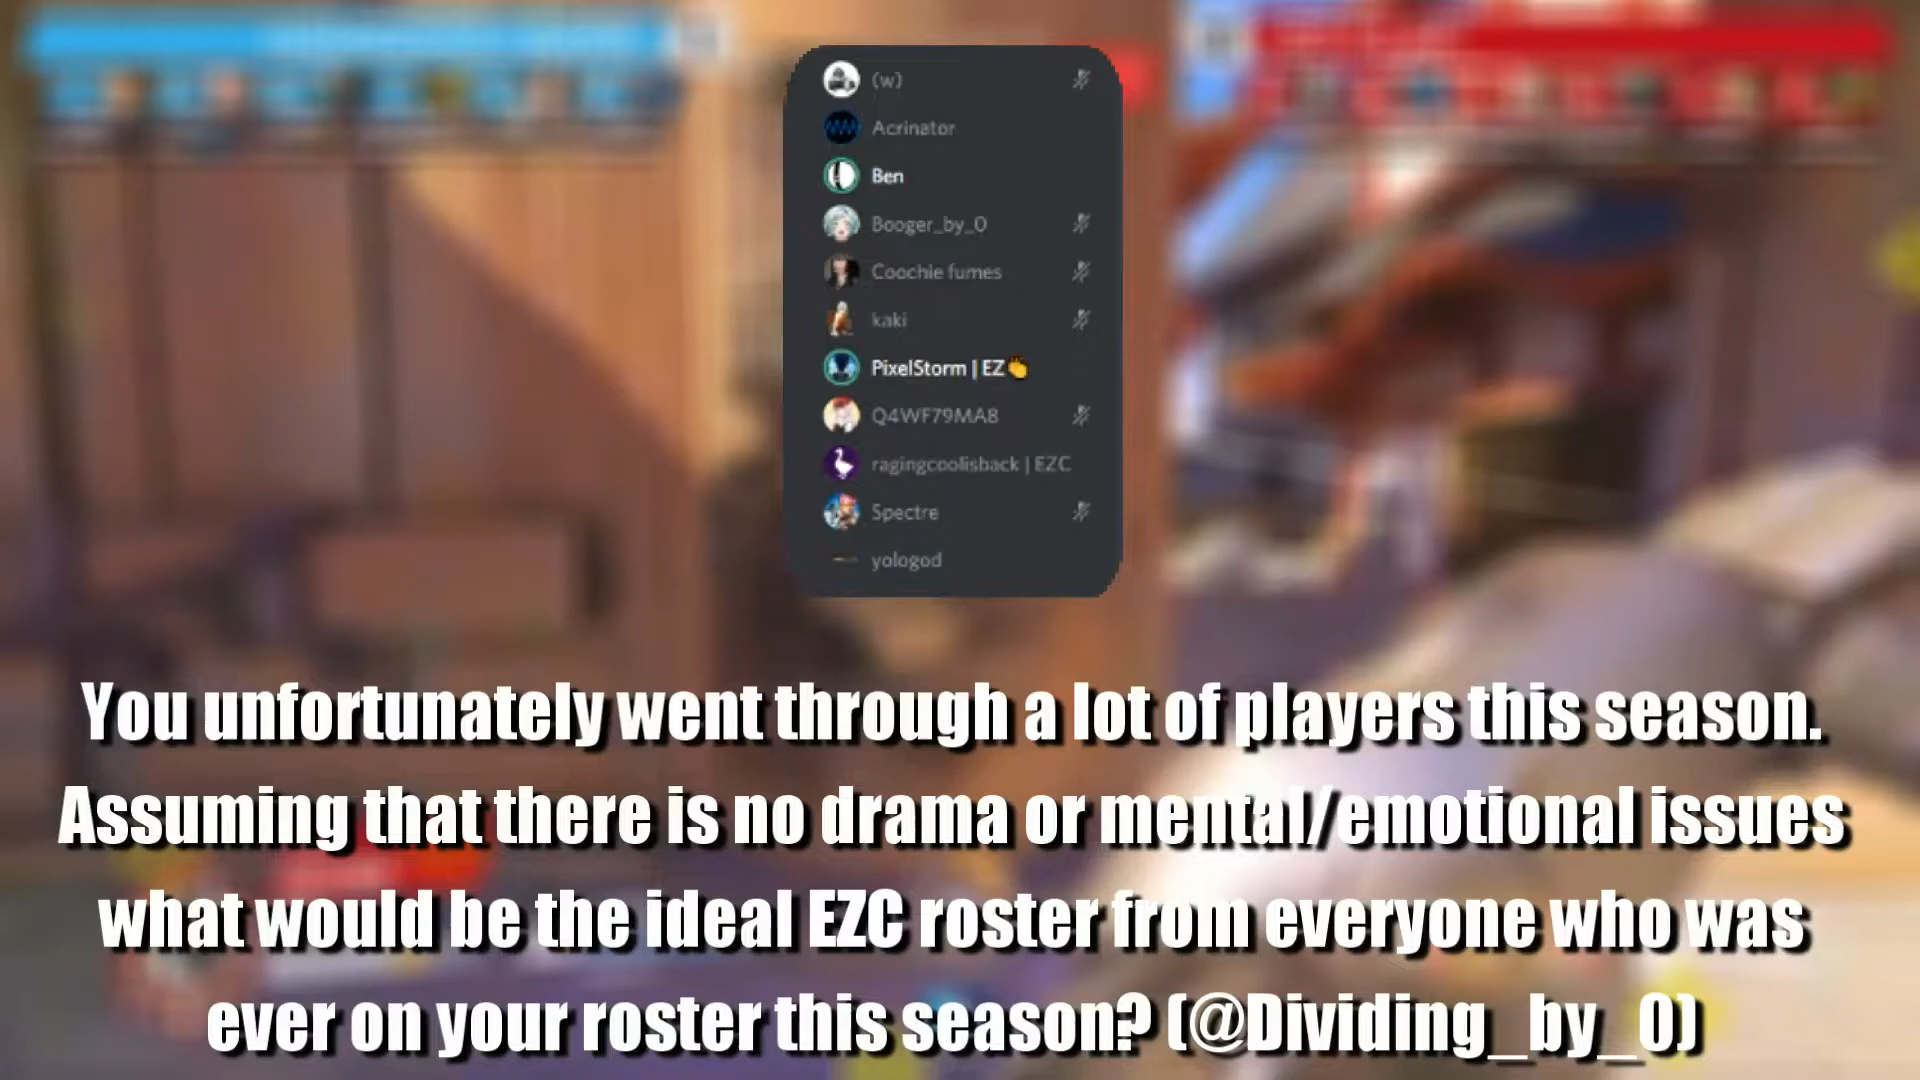 (w)
Acrinator
Ben
Booger_by_0
Coochie fumes
kaki
PixelStorm | EZ👏
Q4WF79MA8
ragingcoolisback | EZC
Spectre
yologod
You unfortunately went through a lot of players this season.
Assuming that there is no drama or mental/emotional issues
what would be the ideal EZC roster from everyone who was
ever on your roster this season? (@Dividing_by_0)